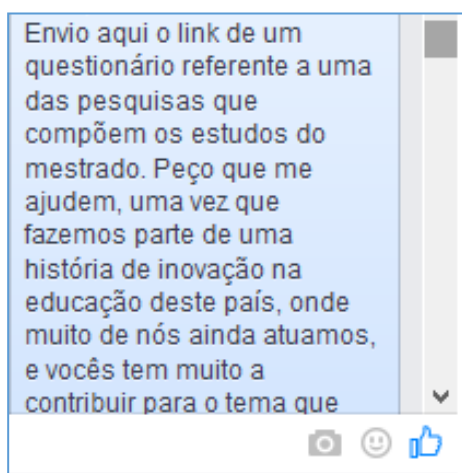 Envio aqui o link de um
questionário referente a uma
das pesquisas que
compõem os estudos do
mestrado. Peço que me
ajudem, uma vez que
fazemos parte de uma
história de inovação na
educação deste país, onde
muito de nós ainda atuamos,
e vocês tem muito a
contribuir para o tema que